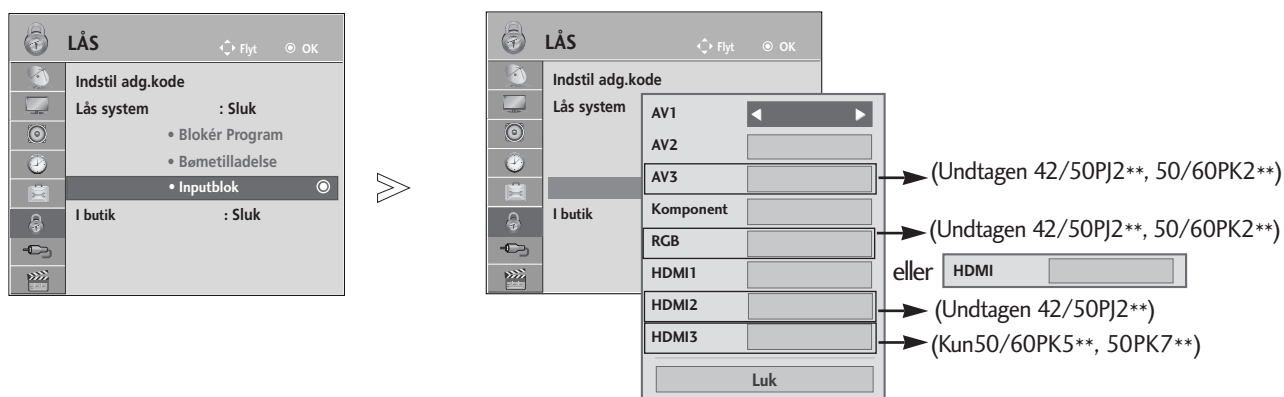 LÅS
Flyt OK
Indstil adg.kode
Lås system : Sluk
• Blokér Program
• Bømetilladelse
• Inputblok
I butik : Sluk
LÅS
Flyt OK
Indstil adg.kode
Lås system
I butik
AV1
AV2
AV3
(Undtagen 42/50PJ2**, 50/60PK2**)
Komponent
RGB
(Undtagen 42/50PJ2**, 50/60PK2**)
HDMI1
eller HDMI
HDMI2
(Undtagen 42/50PJ2**)
HDMI3
(Kun50/60PK5**, 50PK7**)
Luk